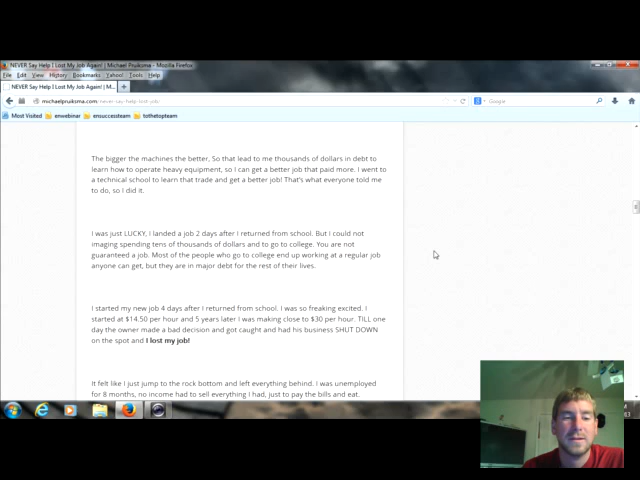 NEVER Say Help I Lost My Job Again! | Michael Pruiksma - Mozilla Firefox
File Edit View History Bookmarks Yahoo Tools Help
NEVER Say Help I Lost My Job Again! | M...
michaelpruiksma.com/never-say-help-lost-job/
Google
Most Visited enwebinar ensuccessteam tothetopteam
The bigger the machines the better, So that lead to me thousands of dollars in debt to
learn how to operate heavy equipment, so I can get a better job that paid more. I went to
a technical school to learn that trade and get a better job! That's what everyone told me
to do, so I did it.
I was just LUCKY, I landed a job 2 days after I returned from school. But I could not
imaging spending tens of thousands of dollars and to go to college. You are not
guaranteed a job. Most of the people who go to college end up working at a regular job
anyone can get, but they are in major debt for the rest of their lives.
I started my new job 4 days after I returned from school. I was so freaking excited. I
started at $14.50 per hour and 5 years later I was making close to $30 per hour. TILL one
day the owner made a bad decision and got caught and had his business SHUT DOWN
on the spot and I lost my job!
It felt like I just jump to the rock bottom and left everything behind. I was unemployed
for 8 months, no income had to sell everything I had, just to pay the bills and eat.